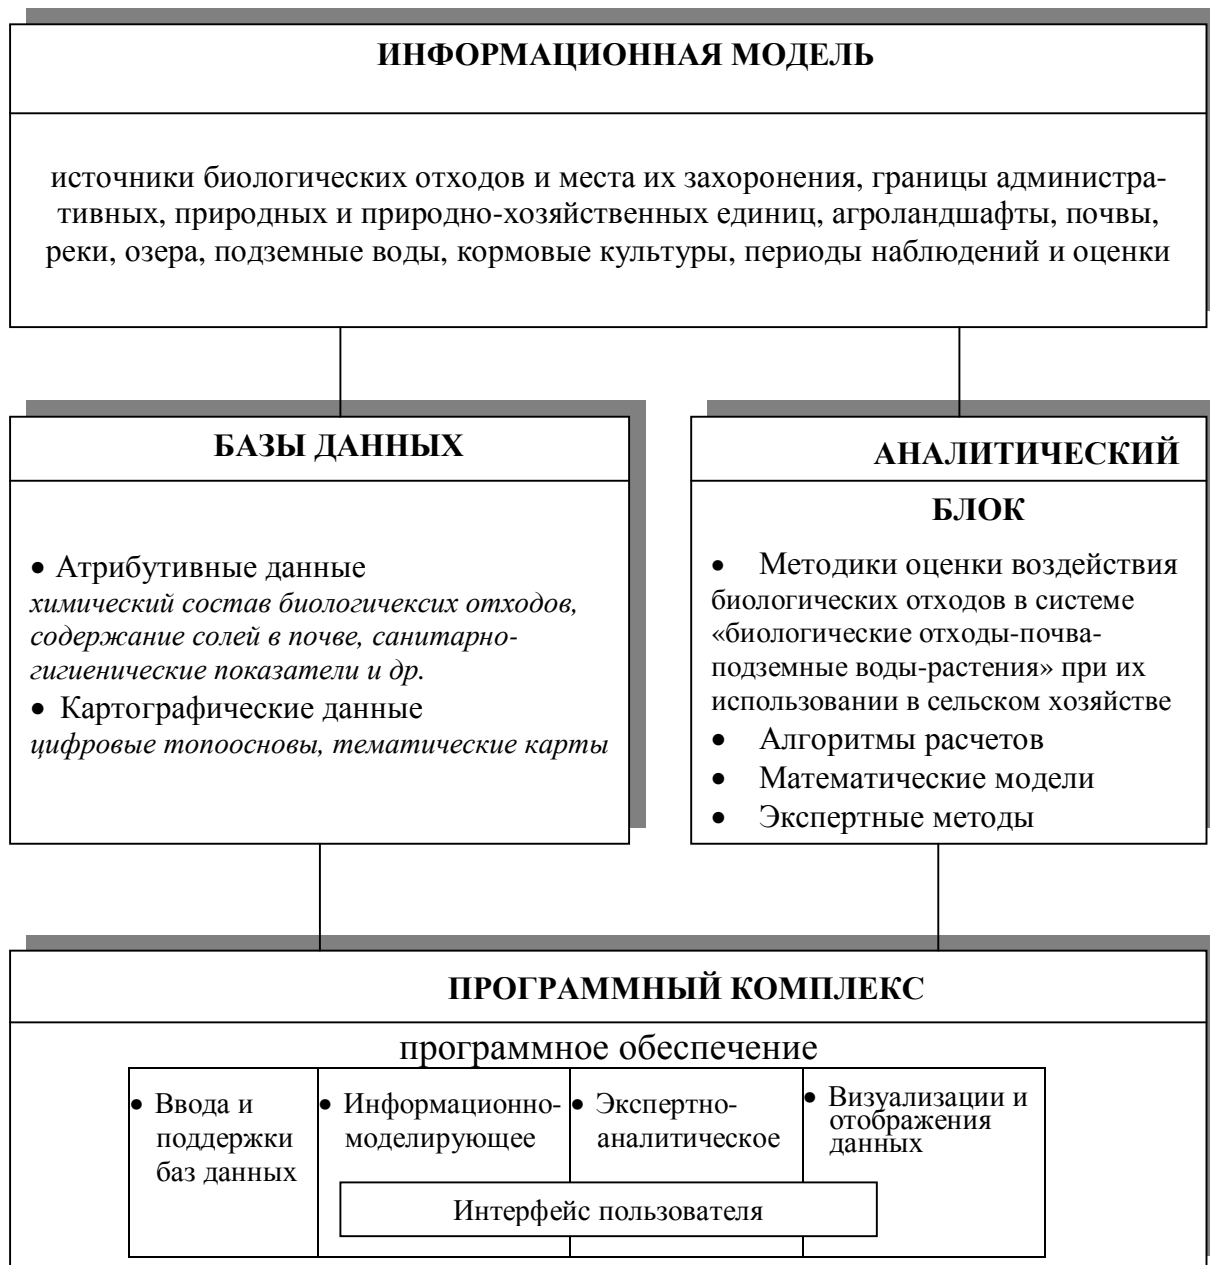 ИНФОРМАЦИОННАЯ МОДЕЛЬ
источники биологических отходов и места их захоронения, границы администра-
тивных, природных и природно-хозяйственных единиц, агроландшафты, почвы,
реки, озера, подземные воды, кормовые культуры, периоды наблюдений и оценки
БАЗЫ ДАННЫХ
• Атрибутивные данные
химический состав биологичексих отходов,
содержание солей в почве, санитарно-
гигиенические показатели и др.
• Картографические данные
цифровые топоосновы, тематические карты
АНАЛИТИЧЕСКИЙ
БЛОК
• Методики оценки воздействия
биологических отходов в системе
«биологические отходы-почва-
подземные воды-растения» при их
использовании в сельском хозяйстве
• Алгоритмы расчетов
• Математические модели
• Экспертные методы
ПРОГРАММНЫЙ КОМПЛЕКС
программное обеспечение
• Ввода и
поддержки
баз данных
• Информационно-
моделирующее
• Экспертно-
аналитическое
• Визуализации и
отображения
данных
Интерфейс пользователя